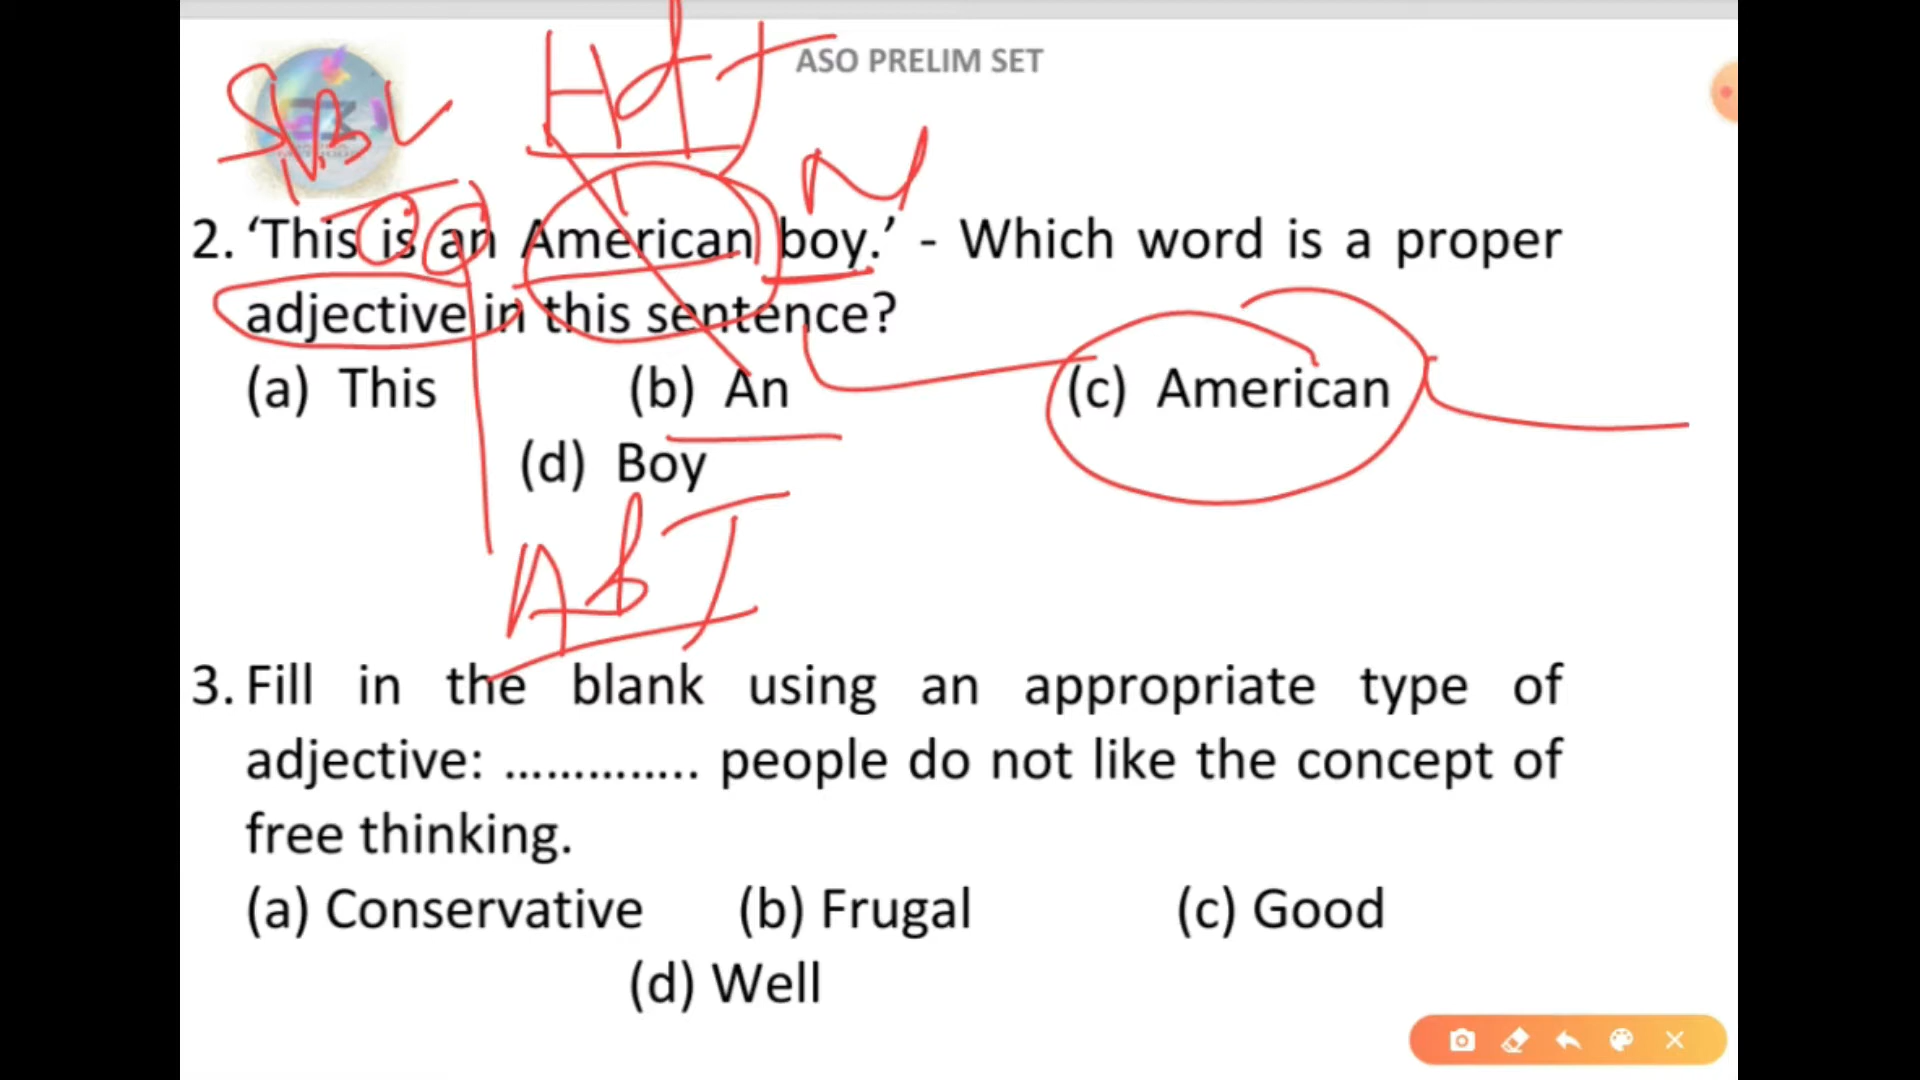 ASO PRELIM SET
2. ‘This is an American boy.’ - Which word is a proper
adjective in this sentence?
(a) This (b) An (c) American
(d) Boy
3. Fill in the blank using an appropriate type of
adjective: ………….. people do not like the concept of
free thinking.
(a) Conservative (b) Frugal (c) Good
(d) Well